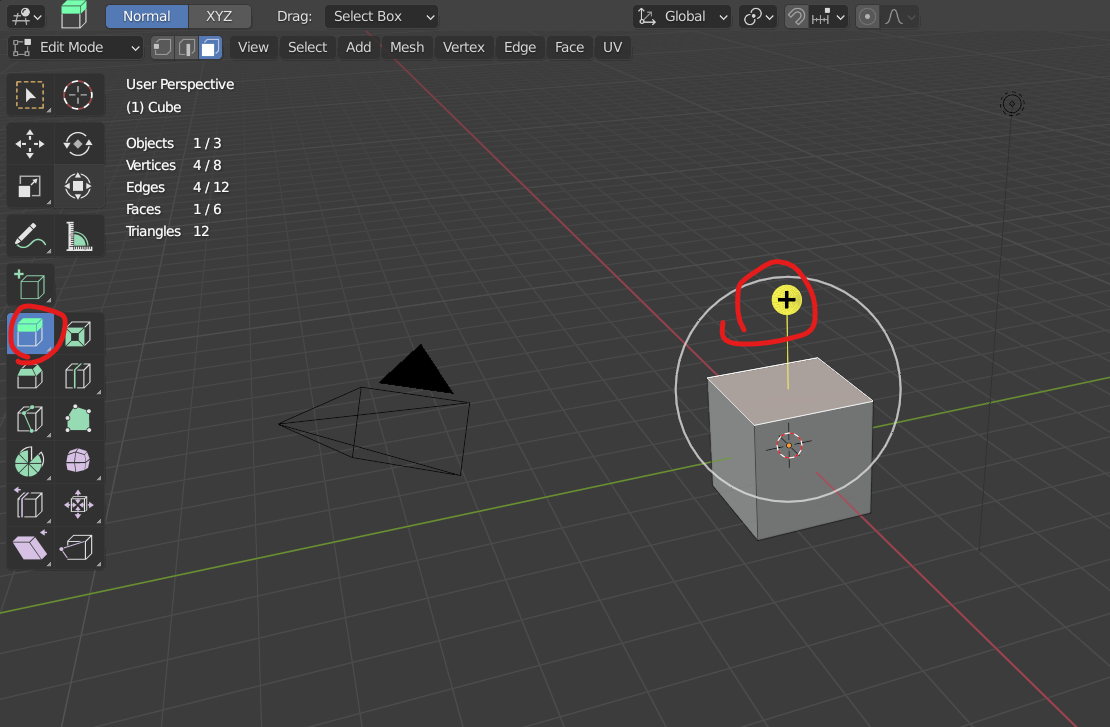 Normal XYZ Drag: Select Box Global
Edit Mode View Select Add Mesh Vertex Edge Face UV
User Perspective
(1) Cube
Objects 1 / 3
Vertices 4 / 8
Edges 4 / 12
Faces 1 / 6
Triangles 12